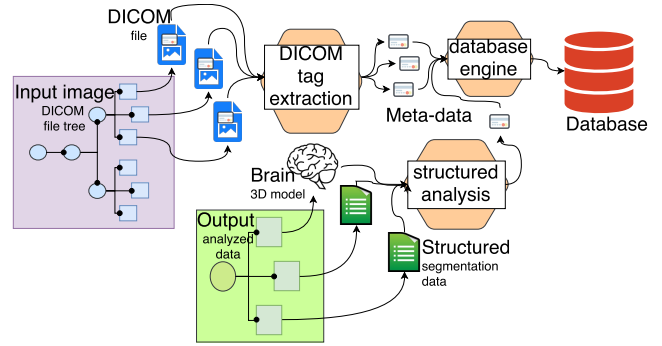 DICOM
file
DICOM
tag
extraction
database
engine
Database
Meta-data
Input image
DICOM
file tree
Brain
3D model
structured
analysis
Output
analyzed
data
Structured
segmentation
data